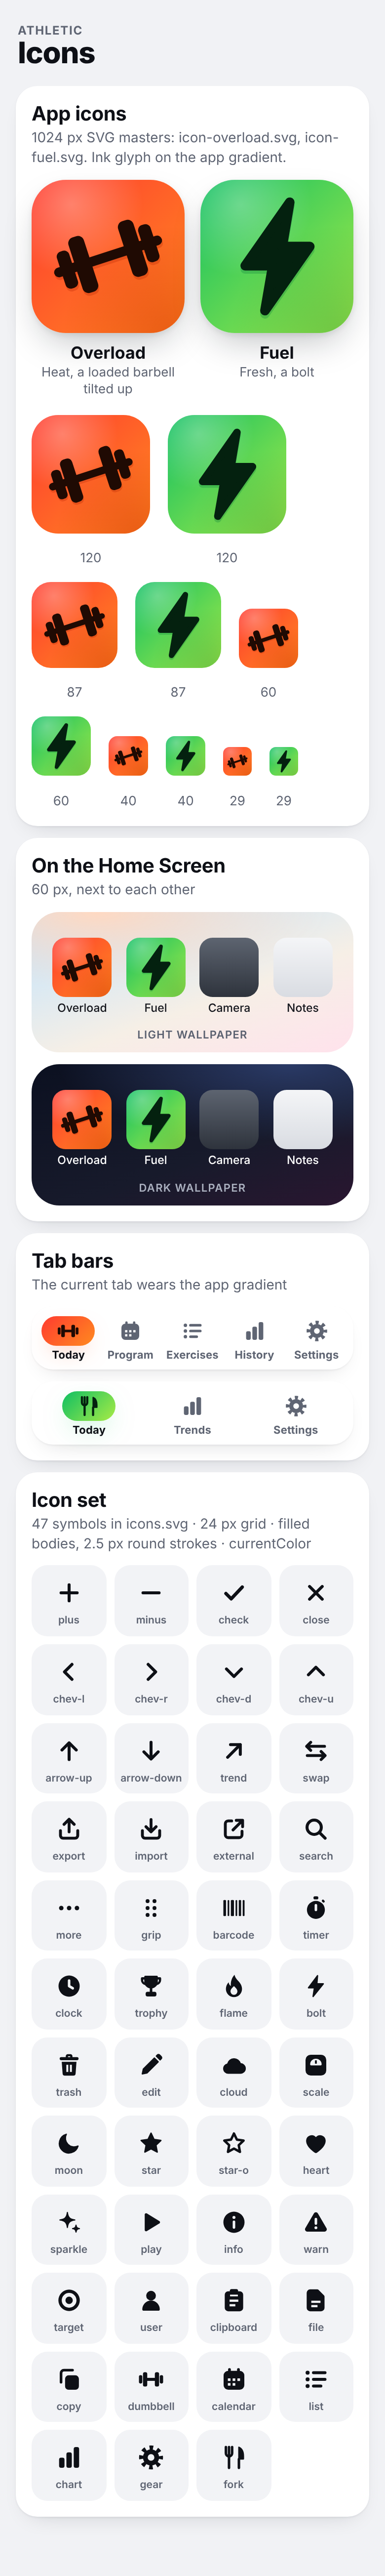 ATHLETIC
Icons
App icons
1024 px SVG masters: icon-overload.svg, icon-
fuel.svg. Ink glyph on the app gradient.
Overload
Heat, a loaded barbell
tilted up
Fuel
Fresh, a bolt
120 120
87 87 60
60 40 40 29 29
On the Home Screen
60 px, next to each other
Overload Fuel Camera Notes
LIGHT WALLPAPER
Overload Fuel Camera Notes
DARK WALLPAPER
Tab bars
The current tab wears the app gradient
Today Program Exercises History Settings
Today Trends Settings
Icon set
47 symbols in icons.svg · 24 px grid · filled
bodies, 2.5 px round strokes · currentColor
plus minus check close
chev-l chev-r chev-d chev-u
arrow-up arrow-down trend swap
export import external search
more grip barcode timer
clock trophy flame bolt
trash edit cloud scale
moon star star-o heart
sparkle play info warn
target user clipboard file
copy dumbbell calendar list
chart gear fork